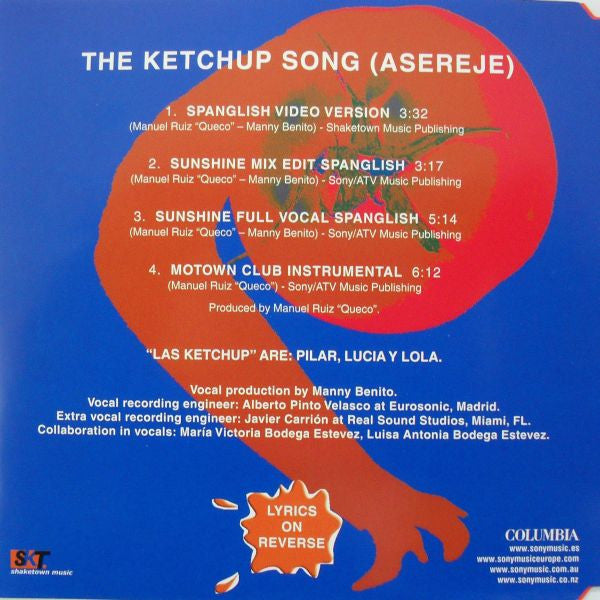 THE KETCHUP SONG (ASEREJE)
1. SPANGLISH VIDEO VERSION 3:32
(Manuel Ruiz "Queco" – Manny Benito) - Shaketown Music Publishing
2. SUNSHINE MIX EDIT SPANGLISH 3:17
(Manuel Ruiz "Queco" – Manny Benito) - Sony/ATV Music Publishing
3. SUNSHINE FULL VOCAL SPANGLISH 5:14
(Manuel Ruiz "Queco" – Manny Benito) - Sony/ATV Music Publishing
4. MOTOWN CLUB INSTRUMENTAL 6:12
(Manuel Ruiz "Queco") - Sony/ATV Music Publishing
Produced by Manuel Ruiz "Queco".
"LAS KETCHUP" ARE: PILAR, LUCIA Y LOLA.
Vocal production by Manny Benito.
Vocal recording engineer: Alberto Pinto Velasco at Eurosonic, Madrid.
Extra vocal recording engineer: Javier Carrión at Real Sound Studios, Miami, FL.
Collaboration in vocals: María Victoria Bodega Estevez, Luisa Antonia Bodega Estevez.
LYRICS
ON
REVERSE
SKT.
shaketown music
COLUMBIA
www.sonymusic.es
www.sonymusiceurope.com
www.sonymusic.com.au
www.sonymusic.co.nz